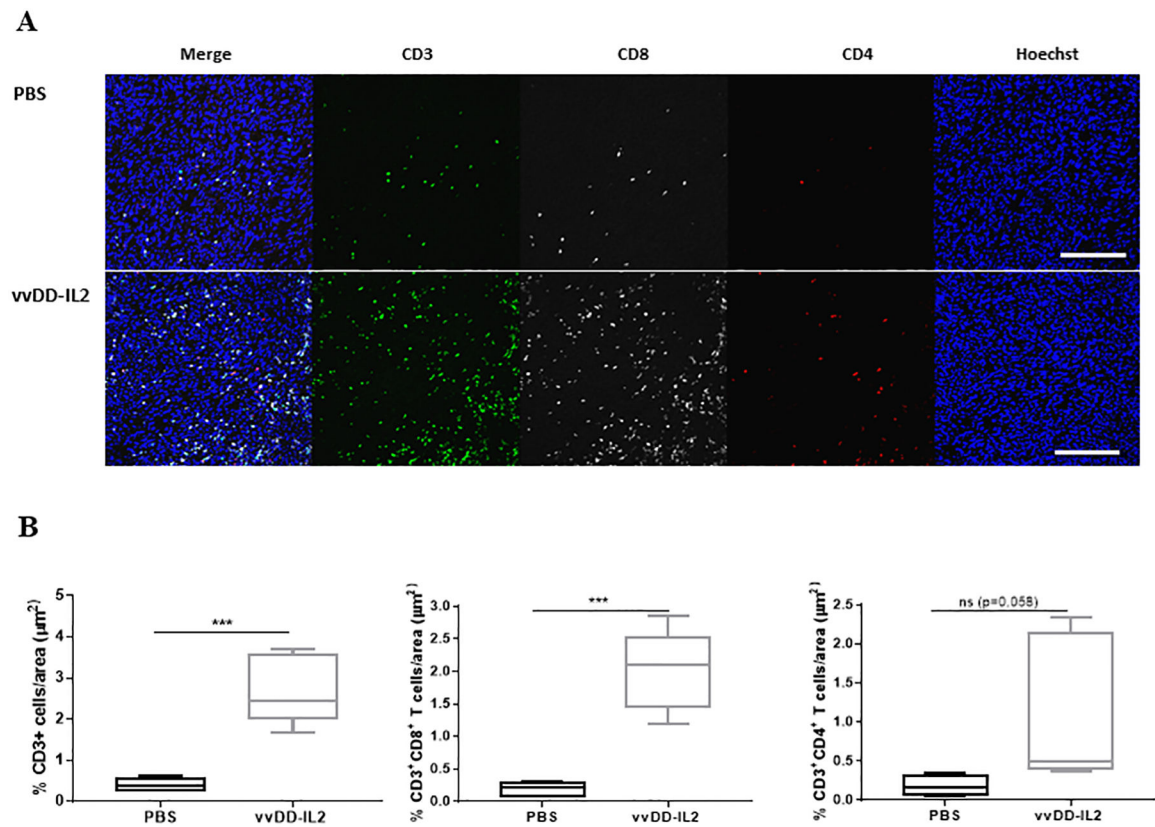 A
Merge CD3 CD8 CD4 Hoechst
PBS
vvDD-IL2
B
% CD3+ cells/area (µm²)
5
4
3
2
1
0
***
PBS vvDD-IL2
% CD3⁺CD8⁺ T cells/area (µm²)
3.0
2.5
2.0
1.5
1.0
0.5
0.0
***
PBS vvDD-IL2
% CD3⁺CD4⁺ T cells/area (µm²)
2.5
2.0
1.5
1.0
0.5
0.0
ns (p=0.058)
PBS vvDD-IL2